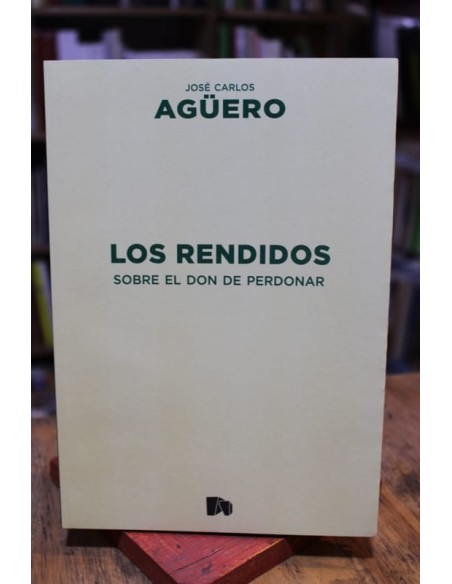 JOSÉ CARLOS
AGÜERO
LOS RENDIDOS
SOBRE EL DON DE PERDONAR